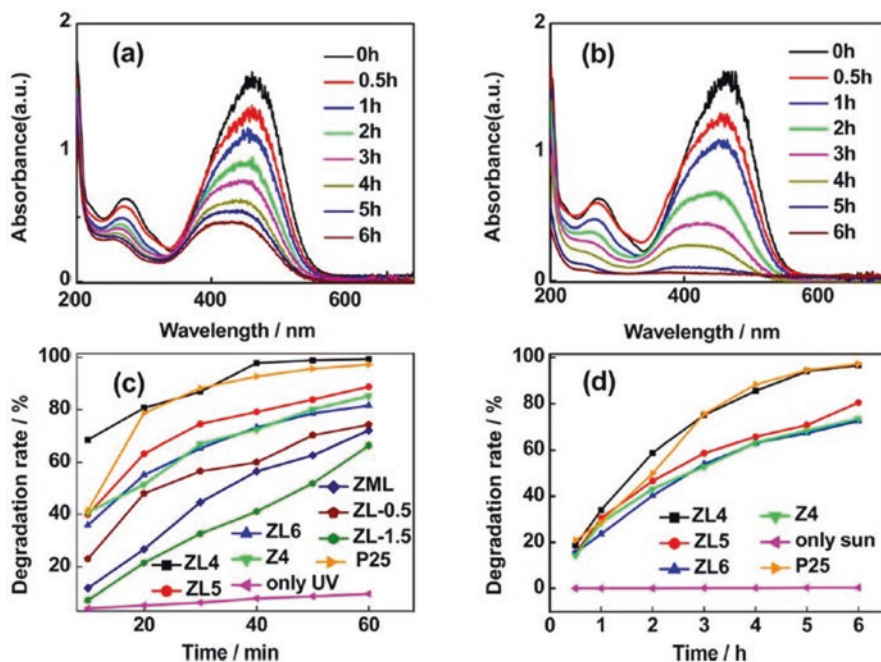 (a)
Absorbance(a.u.)
2
1
0
200
400
600
Wavelength / nm
0h
0.5h
1h
2h
3h
4h
5h
6h
(b)
Absorbance(a.u.)
2
1
0
200
400
600
Wavelength / nm
0h
0.5h
1h
2h
3h
4h
5h
6h
(c)
Degradation rate / %
100
80
60
40
20
20
40
60
Time / min
ZL4
ZL5
ZL6
Z4
only UV
ZML
ZL-0.5
ZL-1.5
P25
(d)
Degradation rate / %
100
80
60
40
20
0
0
1
2
3
4
5
6
Time / h
ZL4
ZL5
ZL6
Z4
only sun
P25